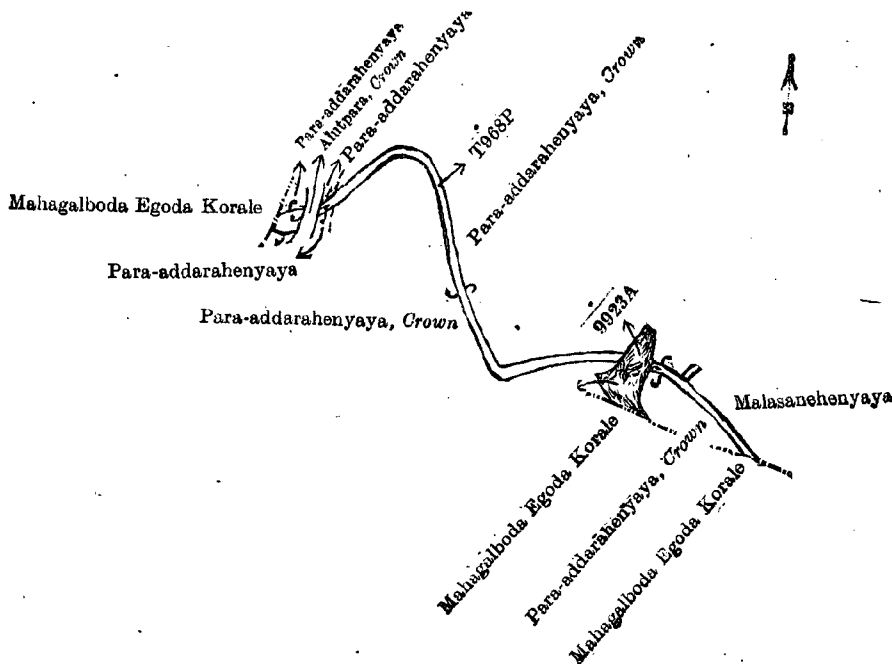 Para-addarahenyaya
Alutpara, Crown
Para-addarahenyaya
T968P
Para-addarahenyaya, Crown
Mahagalboda Egoda Korale
Para-addarahenyaya
Para-addarahenyaya, Crown
9923A
Malasanehenyaya
Mahagalboda Egoda Korale
Para-addarahenyaya, Crown
Mahagalboda Egoda Korale